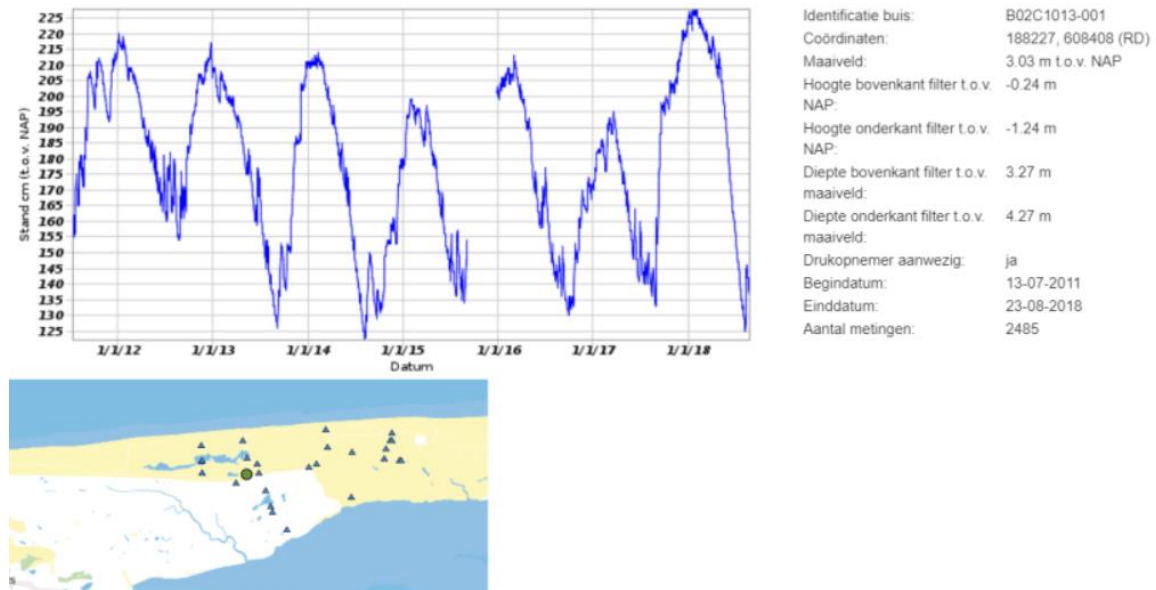 225
220
215
210
205
200
195
190
185
180
175
170
165
160
155
150
145
140
135
130
125
Stand cm (t.o.v. NAP)
1/1/12 1/1/13 1/1/14 1/1/15 1/1/16 1/1/17 1/1/18
Datum
Identificatie buis: B02C1013-001
Coördinaten: 188227, 608408 (RD)
Maaiveld: 3.03 m t.o.v. NAP
Hoogte bovenkant filter t.o.v. -0.24 m
NAP:
Hoogte onderkant filter t.o.v. -1.24 m
NAP:
Diepte bovenkant filter t.o.v. 3.27 m
maaiveld:
Diepte onderkant filter t.o.v. 4.27 m
maaiveld:
Drukopnemer aanwezig: ja
Begindatum: 13-07-2011
Einddatum: 23-08-2018
Aantal metingen: 2485